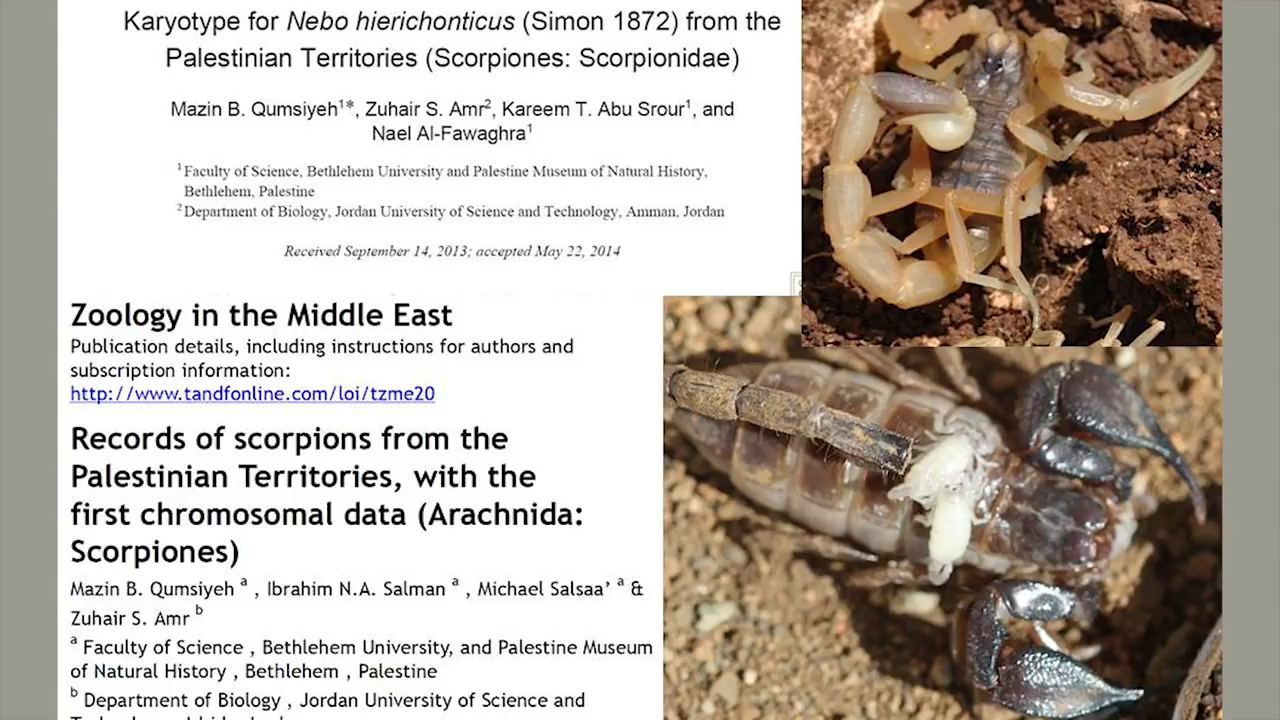 Karyotype for Nebo hierichonticus (Simon 1872) from the
Palestinian Territories (Scorpiones: Scorpionidae)
Mazin B. Qumsiyeh¹*, Zuhair S. Amr², Kareem T. Abu Srour¹, and
Nael Al-Fawaghra¹
¹ Faculty of Science, Bethlehem University and Palestine Museum of Natural History,
Bethlehem, Palestine
² Department of Biology, Jordan University of Science and Technology, Amman, Jordan
Received September 14, 2013; accepted May 22, 2014
Zoology in the Middle East
Publication details, including instructions for authors and
subscription information:
http://www.tandfonline.com/loi/tzme20
Records of scorpions from the
Palestinian Territories, with the
first chromosomal data (Arachnida:
Scorpiones)
Mazin B. Qumsiyeh ᵃ , Ibrahim N.A. Salman ᵃ , Michael Salsaa’ ᵃ &
Zuhair S. Amr ᵇ
ᵃ Faculty of Science , Bethlehem University, and Palestine Museum
of Natural History , Bethlehem , Palestine
ᵇ Department of Biology , Jordan University of Science and